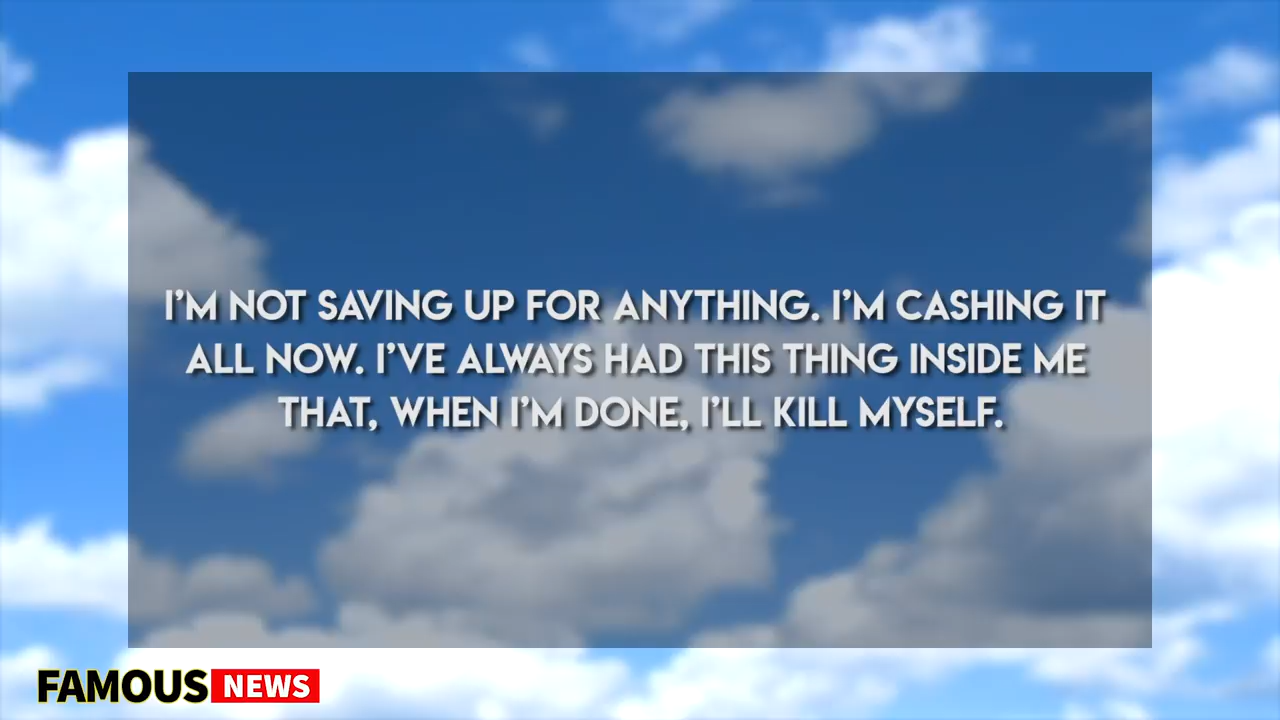 I'M NOT SAVING UP FOR ANYTHING. I'M CASHING IT
ALL NOW. I'VE ALWAYS HAD THIS THING INSIDE ME
THAT, WHEN I'M DONE, I'LL KILL MYSELF.
FAMOUS NEWS